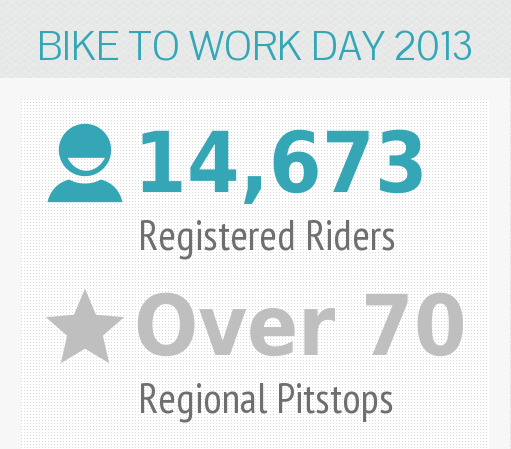 BIKE TO WORK DAY 2013
14,673
Registered Riders
Over 70
Regional Pitstops